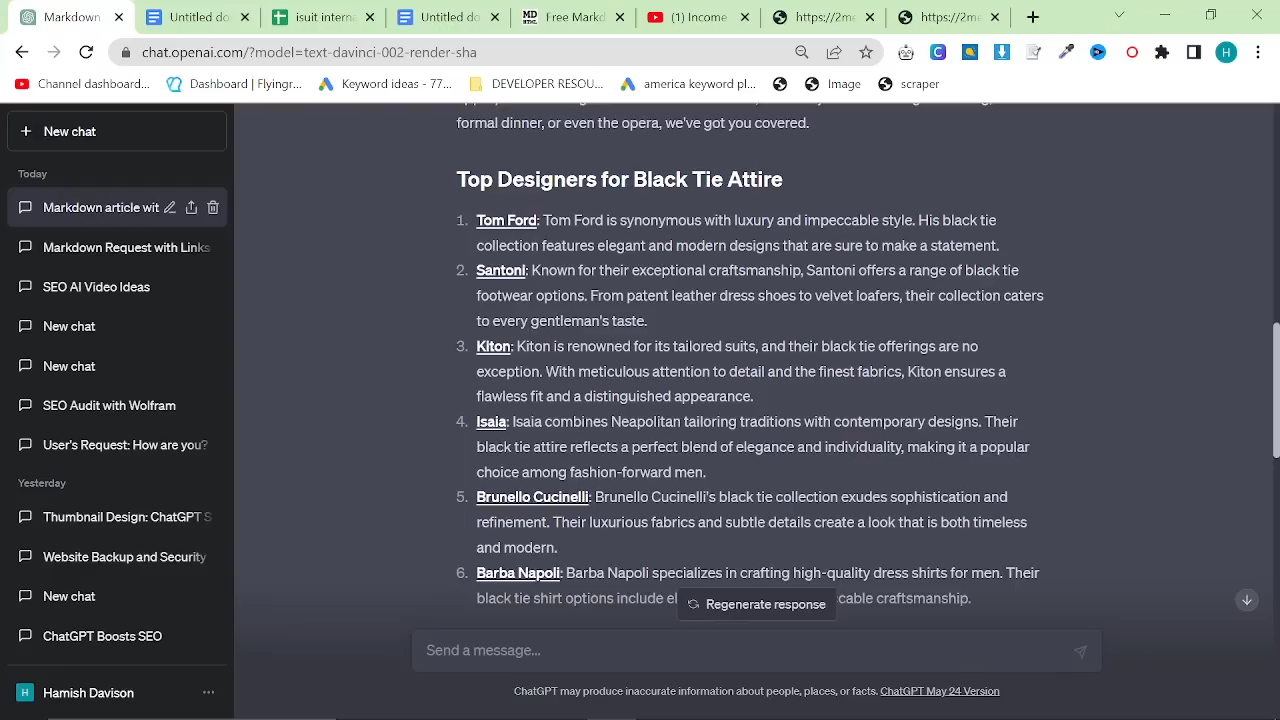 Markdown
Untitled do
isuit intern
Untitled do
MD
Free Markd
(1) Income
https://2me
https://2me
chat.openai.com/?model=text-davinci-002-render-sha
H
Channel dashboard...
Dashboard | Flyingr...
Keyword ideas - 77...
DEVELOPER RESOU...
america keyword pl...
Image
scraper
New chat
Today
Markdown article wit
Markdown Request with Links
SEO AI Video Ideas
New chat
New chat
SEO Audit with Wolfram
User's Request: How are you?
Yesterday
Thumbnail Design: ChatGPT S
Website Backup and Security
New chat
ChatGPT Boosts SEO
H Hamish Davison
formal dinner, or even the opera, we've got you covered.
Top Designers for Black Tie Attire
1. Tom Ford: Tom Ford is synonymous with luxury and impeccable style. His black tie
collection features elegant and modern designs that are sure to make a statement.
2. Santoni: Known for their exceptional craftsmanship, Santoni offers a range of black tie
footwear options. From patent leather dress shoes to velvet loafers, their collection caters
to every gentleman's taste.
3. Kiton: Kiton is renowned for its tailored suits, and their black tie offerings are no
exception. With meticulous attention to detail and the finest fabrics, Kiton ensures a
flawless fit and a distinguished appearance.
4. Isaia: Isaia combines Neapolitan tailoring traditions with contemporary designs. Their
black tie attire reflects a perfect blend of elegance and individuality, making it a popular
choice among fashion-forward men.
5. Brunello Cucinelli: Brunello Cucinelli's black tie collection exudes sophistication and
refinement. Their luxurious fabrics and subtle details create a look that is both timeless
and modern.
6. Barba Napoli: Barba Napoli specializes in crafting high-quality dress shirts for men. Their
black tie shirt options include el cable craftsmanship.
Regenerate response
Send a message...
ChatGPT may produce inaccurate information about people, places, or facts. ChatGPT May 24 Version